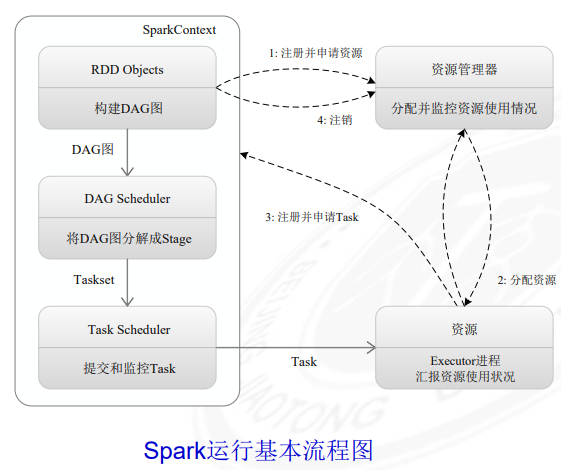 SparkContext
RDD Objects
构建DAG图
1: 注册并申请资源
4: 注销
资源管理器
分配并监控资源使用情况
DAG图
DAG Scheduler
将DAG图分解成Stage
3: 注册并申请Task
2: 分配资源
Taskset
Task Scheduler
提交和监控Task
Task
资源
Executor进程
汇报资源使用状况
Spark运行基本流程图